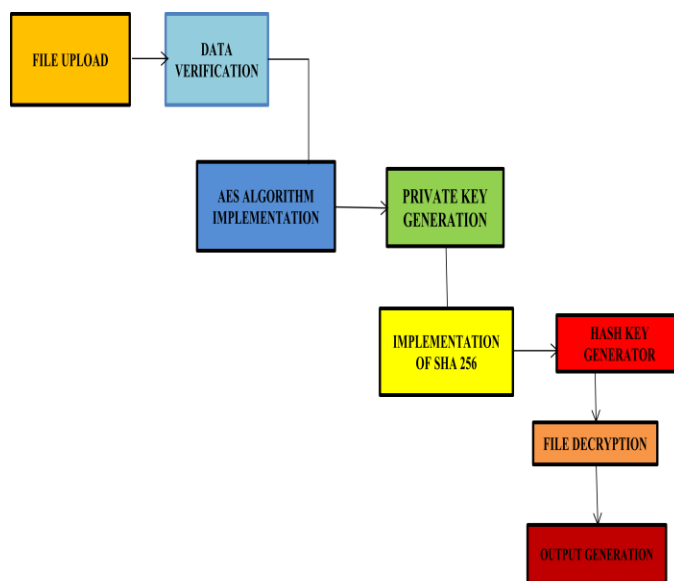 FILE UPLOAD
DATA
VERIFICATION
AES ALGORITHM
IMPLEMENTATION
PRIVATE KEY
GENERATION
IMPLEMENTATION
OF SHA 256
HASH KEY
GENERATOR
FILE DECRYPTION
OUTPUT GENERATION